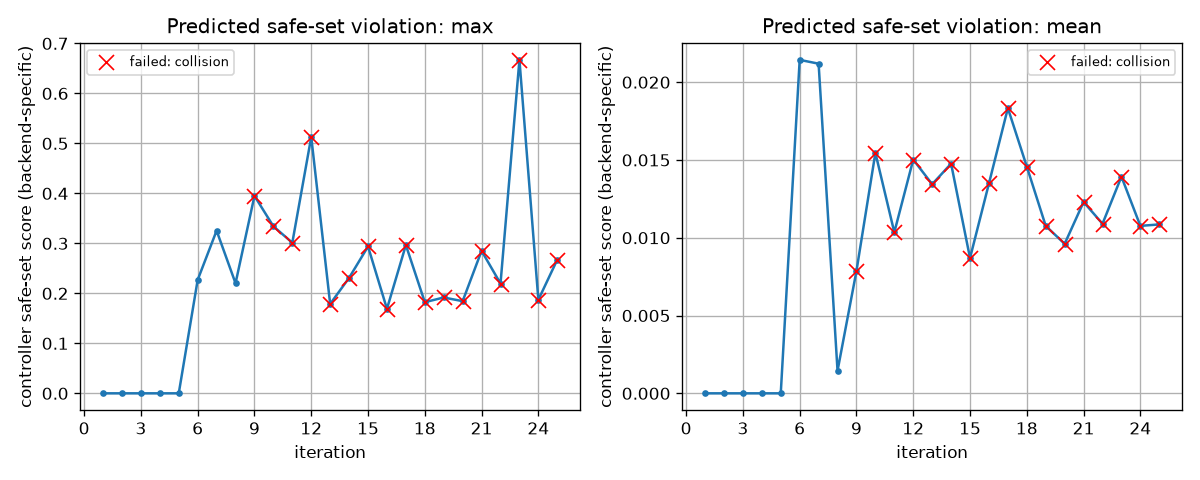 Predicted safe-set violation: max
controller safe-set score (backend-specific)
failed: collision
0.7
0.6
0.5
0.4
0.3
0.2
0.1
0.0
0 3 6 9 12 15 18 21 24
iteration
Predicted safe-set violation: mean
controller safe-set score (backend-specific)
failed: collision
0.020
0.015
0.010
0.005
0.000
0 3 6 9 12 15 18 21 24
iteration